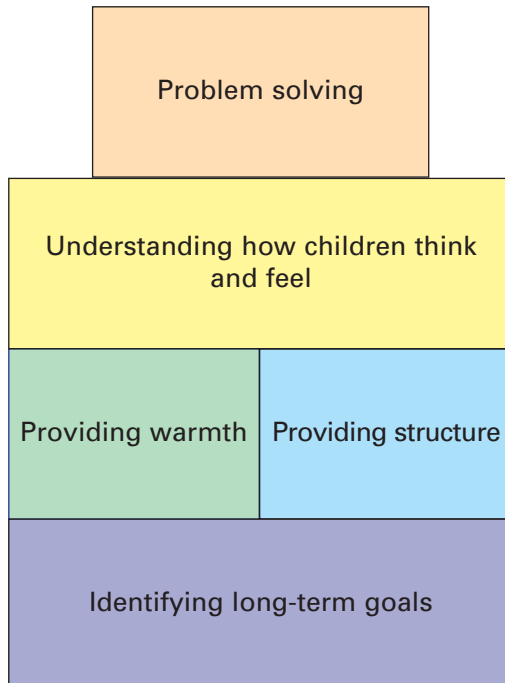 Problem solving
Understanding how children think
and feel
Providing warmth
Providing structure
Identifying long-term goals